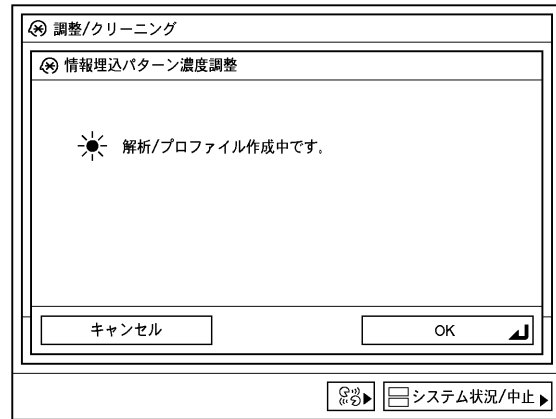 調整/クリーニング
情報埋込パターン濃度調整
解析/プロファイル作成中です。
キャンセル
OK
システム状況/中止